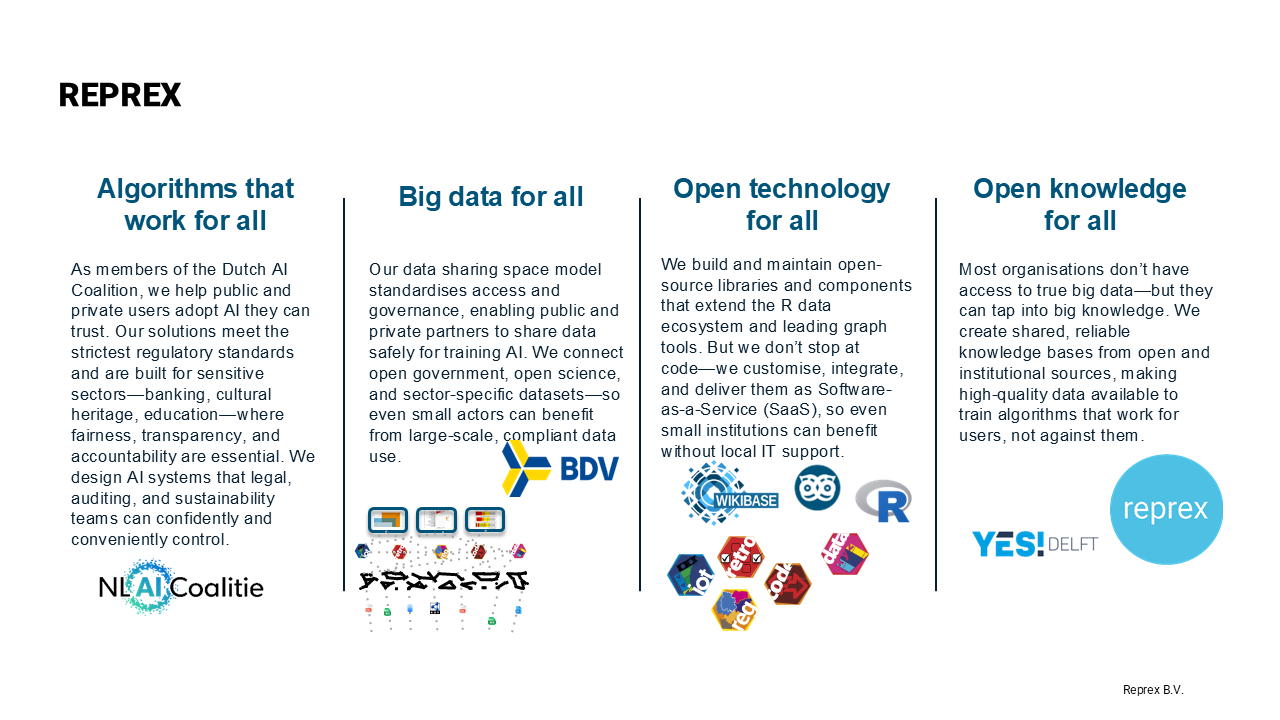 REPREX
Algorithms that
work for all
As members of the Dutch AI
Coalition, we help public and
private users adopt AI they can
trust. Our solutions meet the
strictest regulatory standards
and are built for sensitive
sectors—banking, cultural
heritage, education—where
fairness, transparency, and
accountability are essential. We
design AI systems that legal,
auditing, and sustainability
teams can confidently and
conveniently control.
NL AI Coalitie
Big data for all
Our data sharing space model
standardises access and
governance, enabling public and
private partners to share data
safely for training AI. We connect
open government, open science,
and sector-specific datasets—so
even small actors can benefit
from large-scale, compliant data
use.
BDV
Open technology
for all
We build and maintain open-
source libraries and components
that extend the R data
ecosystem and leading graph
tools. But we don’t stop at
code—we customise, integrate,
and deliver them as Software-
as-a-Service (SaaS), so even
small institutions can benefit
without local IT support.
WIKIBASE
R
iot
retro
data
code
reg
Open knowledge
for all
Most organisations don’t have
access to true big data—but they
can tap into big knowledge. We
create shared, reliable
knowledge bases from open and
institutional sources, making
high-quality data available to
train algorithms that work for
users, not against them.
reprex
YES! DELFT
Reprex B.V.